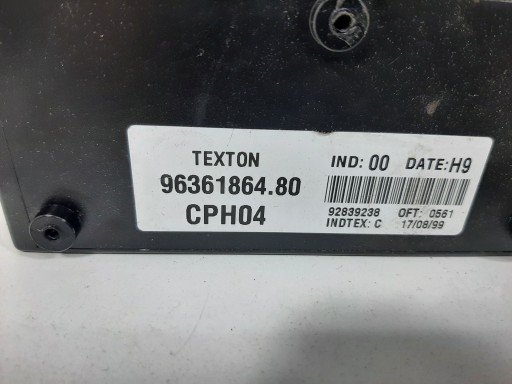 TEXTON
96361864.80
CPH04
IND: 00 DATE: H9
92839238 OFT: 0561
INDTEX: C 17/08/99